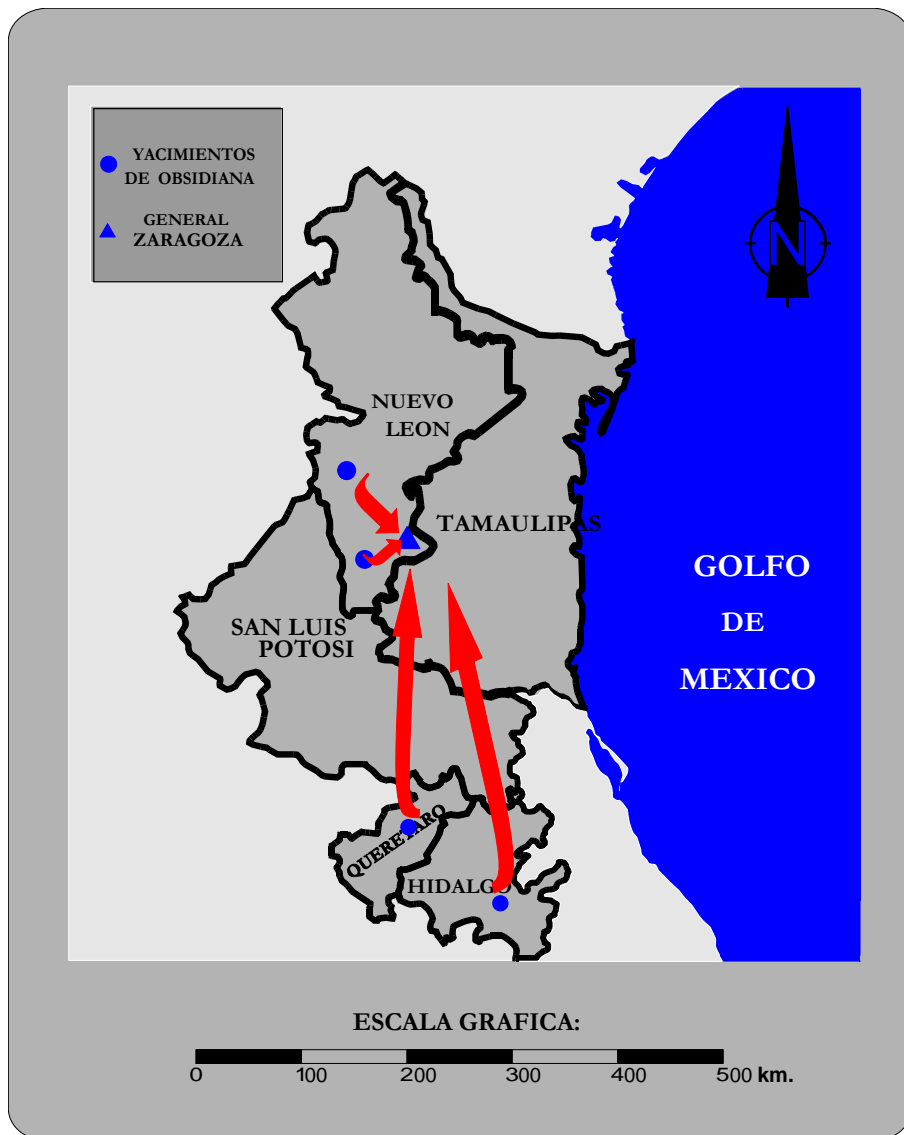 YACIMIENTOS
DE OBSIDIANA
GENERAL
ZARAGOZA
N
NUEVO
LEON
TAMAULIPAS
GOLFO
DE
MEXICO
SAN LUIS
POTOSI
QUERETARO
HIDALGO
ESCALA GRAFICA:
0 100 200 300 400 500 km.